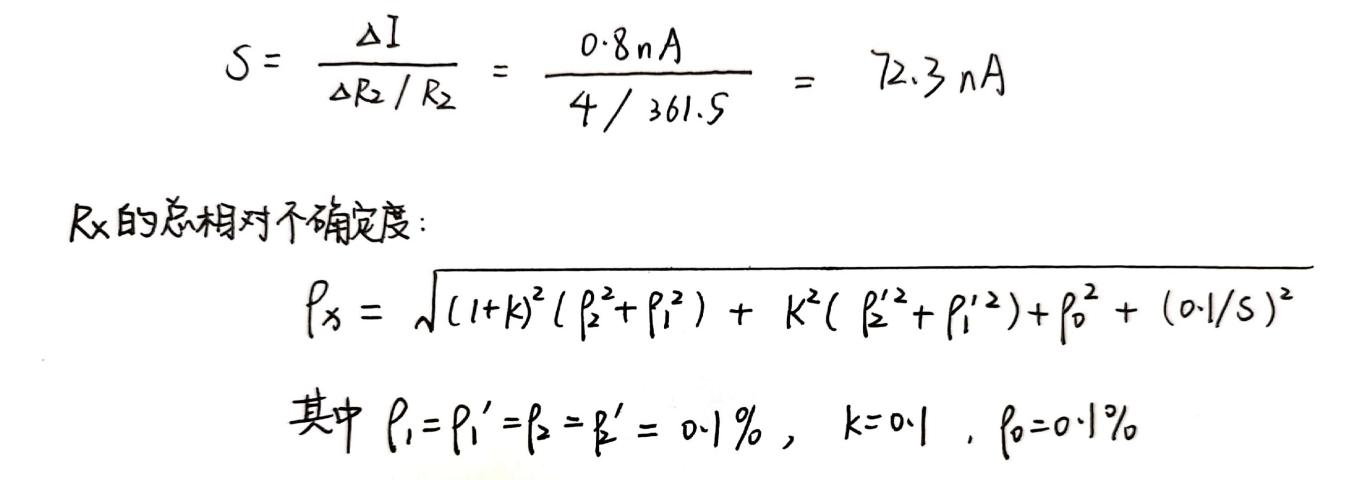 S = ΔI / (ΔR₂ / R₂) = 0.8nA / (4 / 361.5) = 72.3 nA
Rx的总相对不确定度:
ρx = √((1+k)²(ρ₂²+ρ₁²) + K²(ρ₂'²+ρ₁'²)+ρ₀² + (0.1/S)²)
其中 ρ₁=ρ₁'=ρ₂=ρ₂' = 0.1%, k=0.1 , ρ₀=0.1%